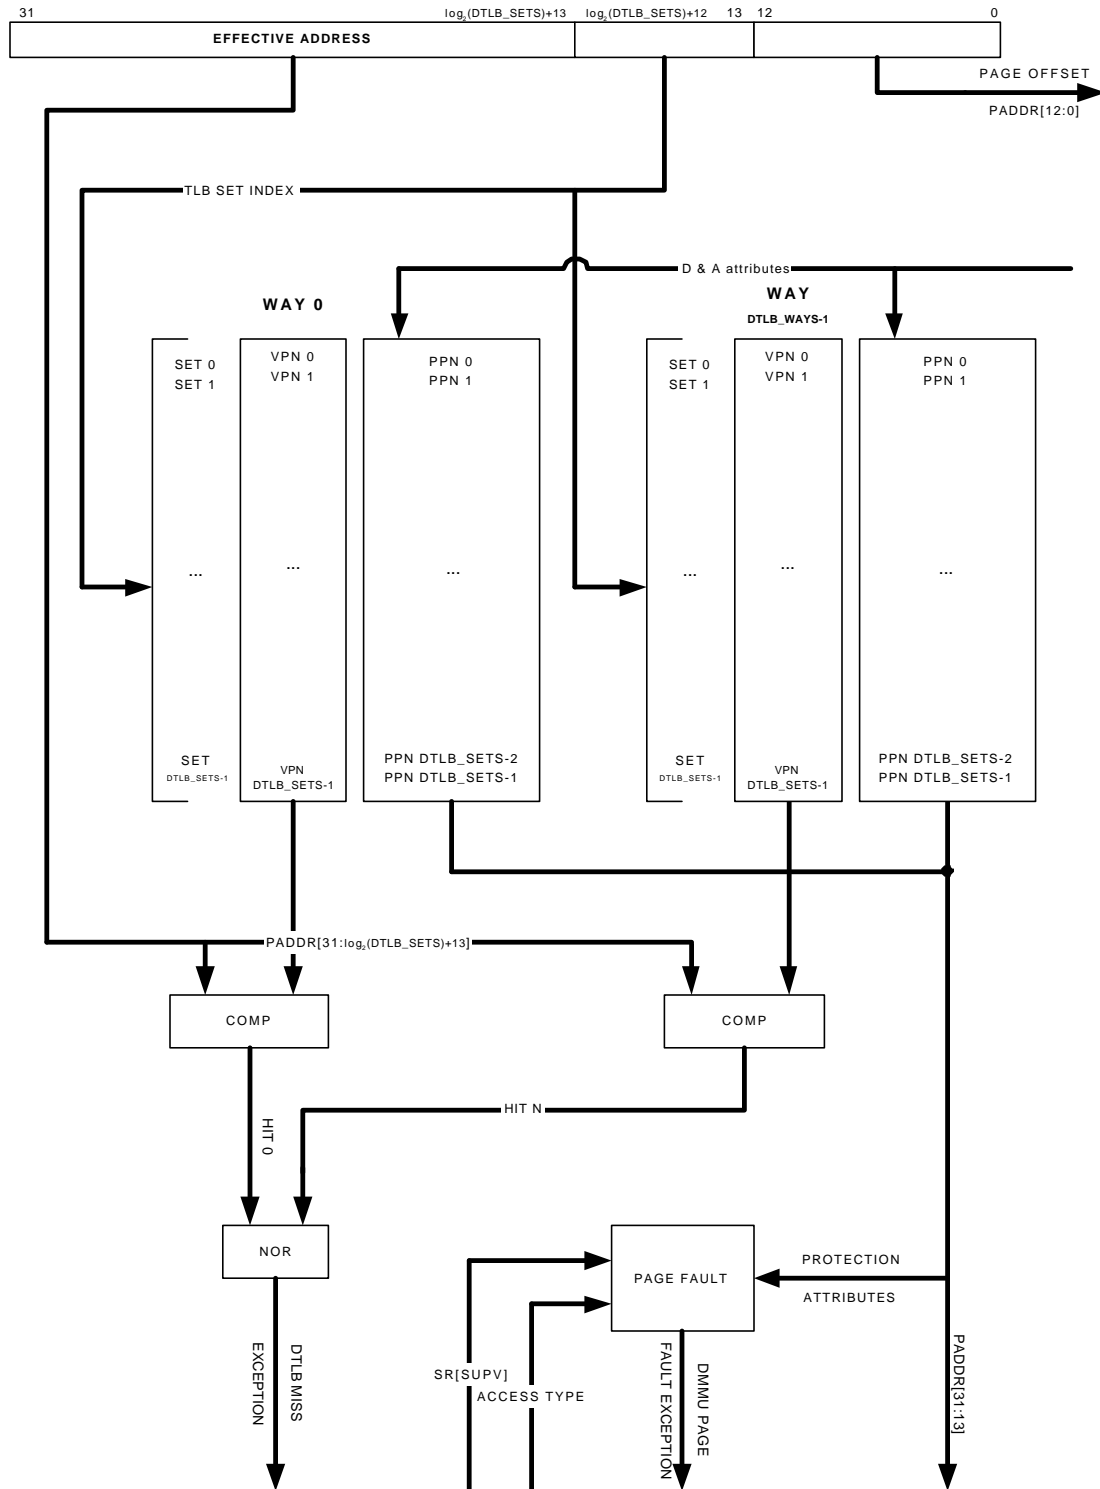 31 log₂(DTLB_SETS)+13 log₂(DTLB_SETS)+12 13 12 0
EFFECTIVE ADDRESS
PAGE OFFSET
PADDR[12:0]
TLB SET INDEX
D & A attributes
WAY 0
WAY
DTLB_WAYS-1
SET 0
SET 1
...
SET
DTLB_SETS-1
VPN 0
VPN 1
...
VPN
DTLB_SETS-1
PPN 0
PPN 1
...
PPN DTLB_SETS-2
PPN DTLB_SETS-1
SET 0
SET 1
...
SET
DTLB_SETS-1
VPN 0
VPN 1
...
VPN
DTLB_SETS-1
PPN 0
PPN 1
...
PPN DTLB_SETS-2
PPN DTLB_SETS-1
PADDR[31:log₂(DTLB_SETS)+13]
COMP
COMP
HIT 0
HIT N
NOR
PAGE FAULT
PROTECTION
ATTRIBUTES
DTLB MISS
EXCEPTION
SR[SUPV]
ACCESS TYPE
DMMU PAGE
FAULT EXCEPTION
PADDR[31:13]